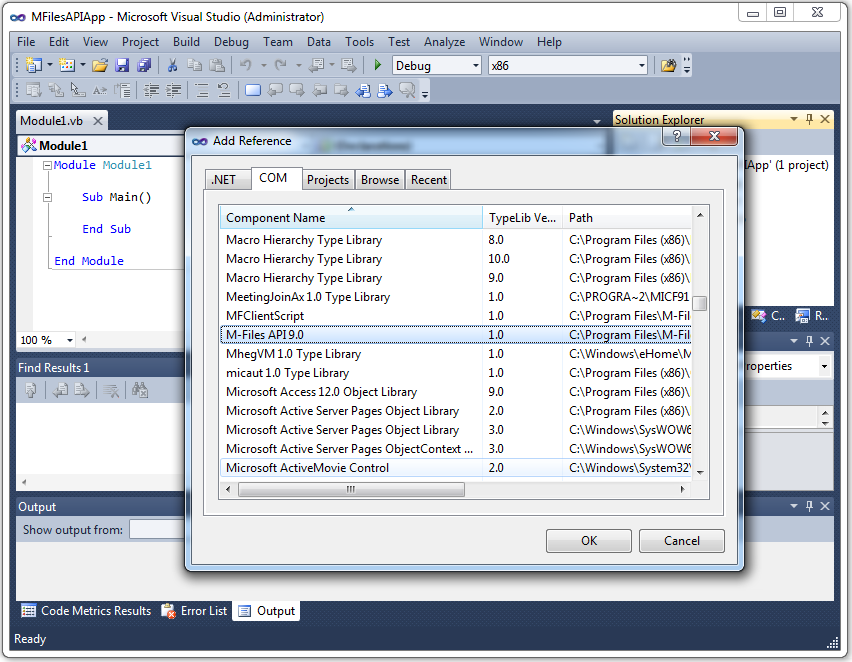 MFilesAPIApp - Microsoft Visual Studio (Administrator)
File Edit View Project Build Debug Team Data Tools Test Analyze Window Help
Debug x86
Module1.vb
Solution Explorer
Module1
Module Module1
Sub Main()
End Sub
End Module
100 %
Find Results 1
Output
Show output from:
Add Reference
.NET COM Projects Browse Recent
Component Name TypeLib Ve... Path
Macro Hierarchy Type Library 8.0 C:\Program Files (x86)\
Macro Hierarchy Type Library 10.0 C:\Program Files (x86)\
Macro Hierarchy Type Library 9.0 C:\Program Files (x86)\
MeetingJoinAx 1.0 Type Library 1.0 C:\PROGRA~2\MICF91
MFClientScript 1.0 C:\Program Files\M-Fil
M-Files API 9.0 1.0 C:\Program Files\M-Fil
MhegVM 1.0 Type Library 1.0 C:\Windows\eHome\M
micaut 1.0 Type Library 1.0 C:\Program Files (x86)\
Microsoft Access 12.0 Object Library 9.0 C:\Program Files (x86)\
Microsoft Active Server Pages Object Library 2.0 C:\Program Files (x86)\
Microsoft Active Server Pages Object Library 3.0 C:\Windows\SysWOW6
Microsoft Active Server Pages ObjectContext ... 3.0 C:\Windows\SysWOW6
Microsoft ActiveMovie Control 2.0 C:\Windows\System32\
OK Cancel
App' (1 project)
C.. R..
roperties
Code Metrics Results Error List Output
Ready